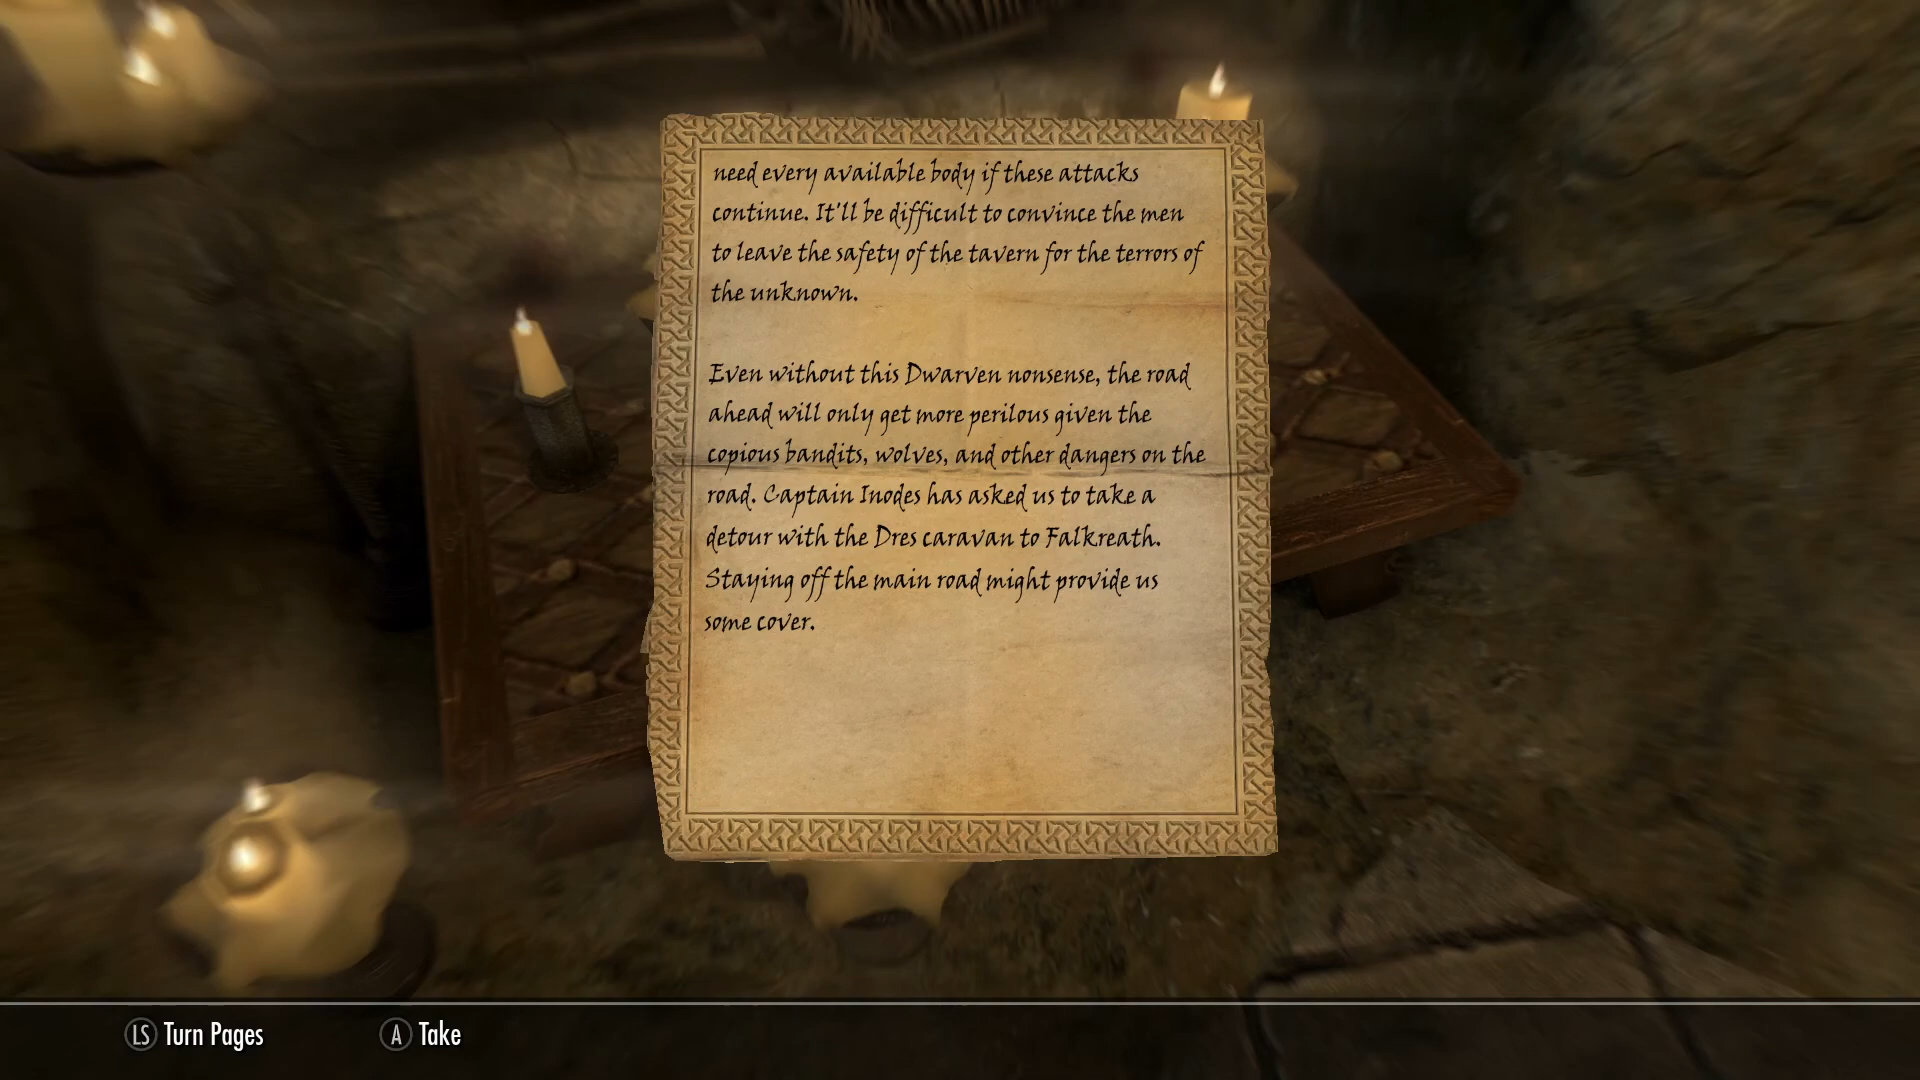 need every available body if these attacks
continue. It'll be difficult to convince the men
to leave the safety of the tavern for the terrors of
the unknown.
Even without this Dwarven nonsense, the road
ahead will only get more perilous given the
copious bandits, wolves, and other dangers on the
road. Captain Inodes has asked us to take a
detour with the Dres caravan to Falkreath.
Staying off the main road might provide us
some cover.
LS Turn Pages A Take